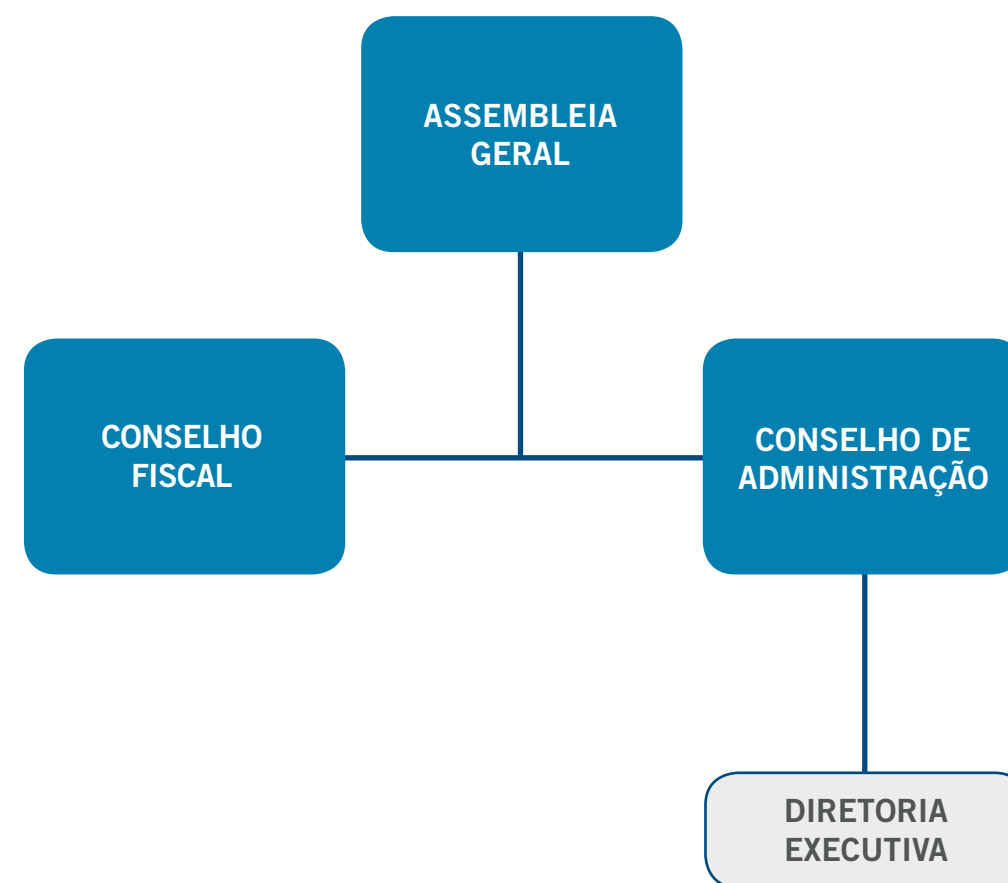 ASSEMBLEIA
GERAL
CONSELHO
FISCAL
CONSELHO DE
ADMINISTRAÇÃO
DIRETORIA
EXECUTIVA